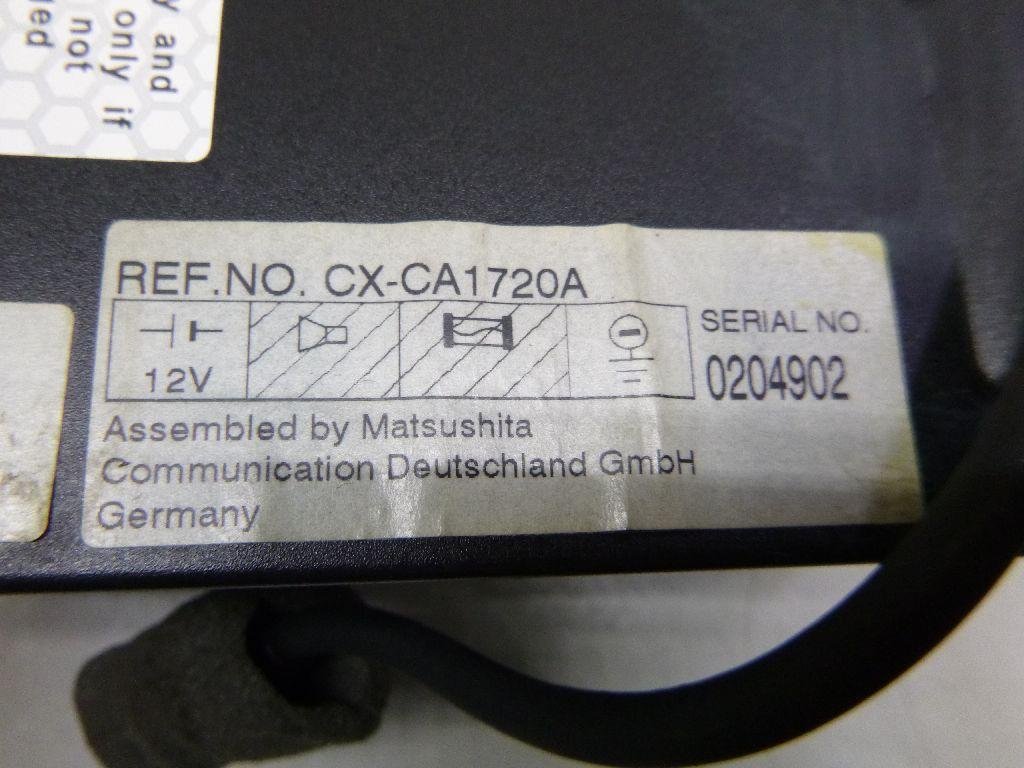 y and
only if
not
led
REF.NO. CX-CA1720A
12V
SERIAL NO.
0204902
Assembled by Matsushita
Communication Deutschland GmbH
Germany